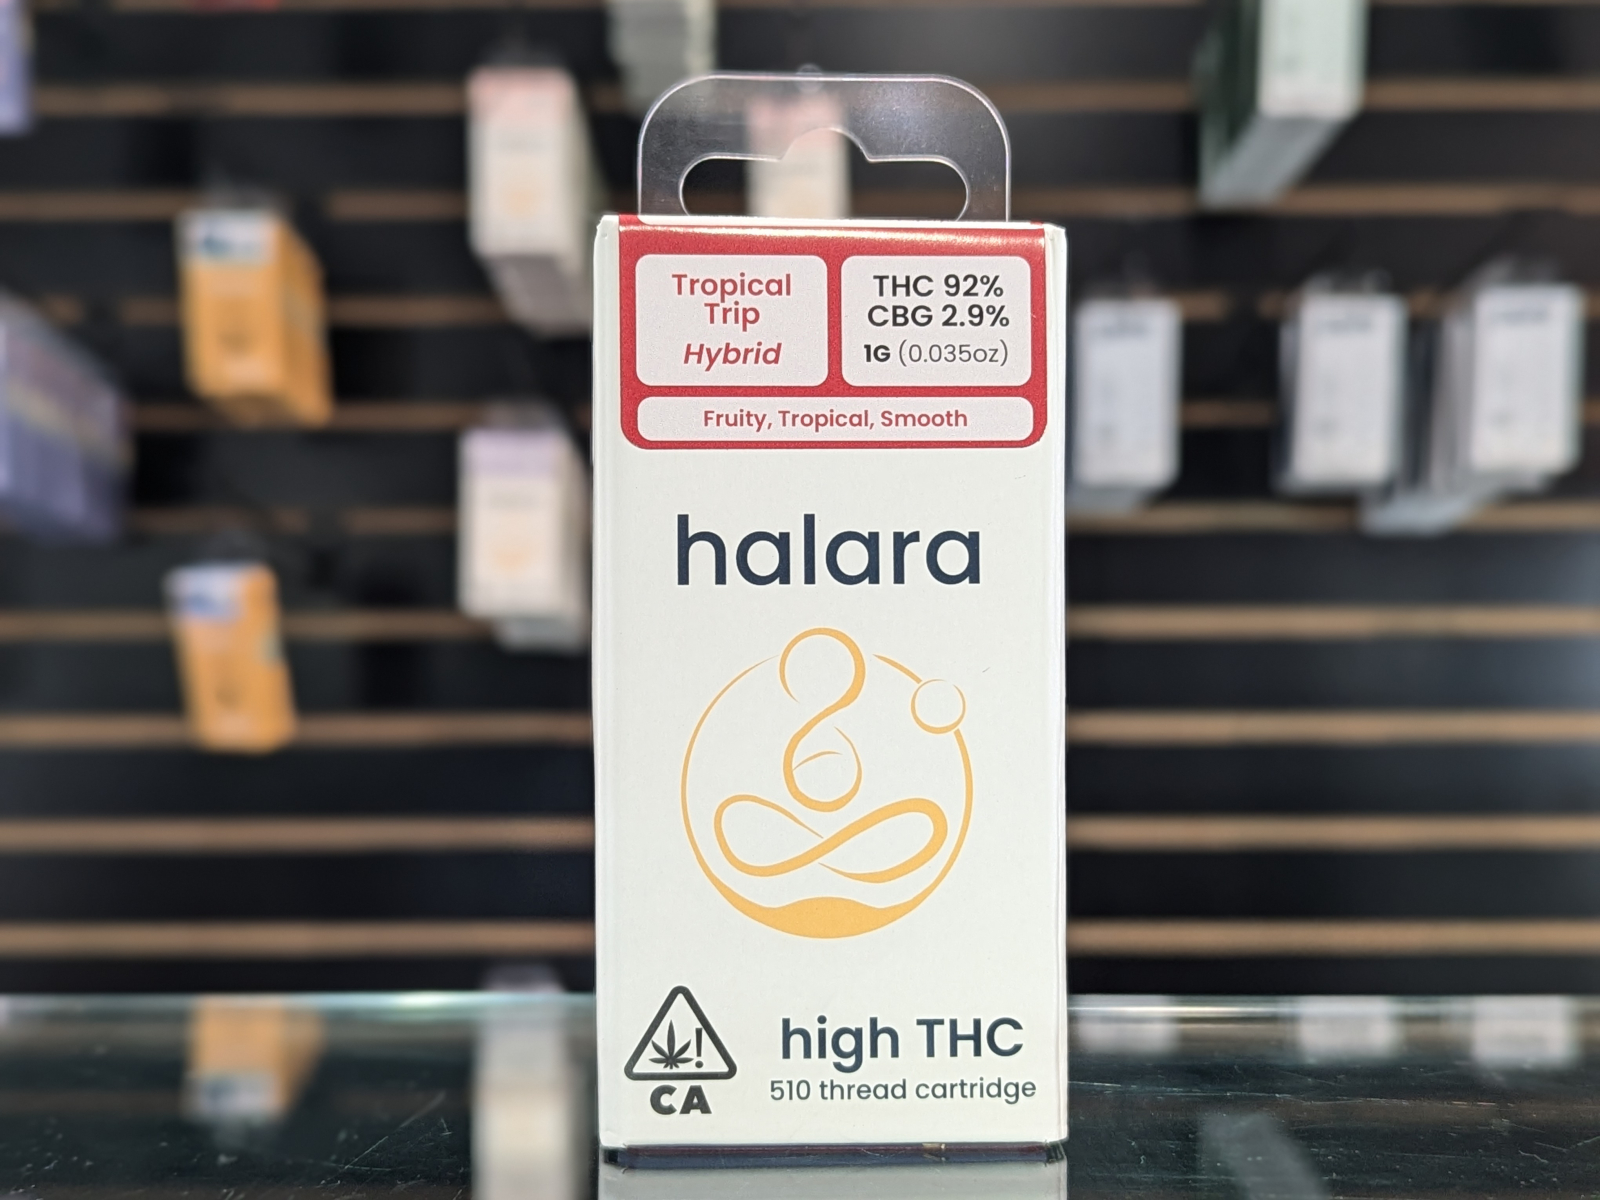 Tropical
Trip
Hybrid
THC 92%
CBG 2.9%
1G (0.035oz)
Fruity, Tropical, Smooth
halara
!
CA
high THC
510 thread cartridge